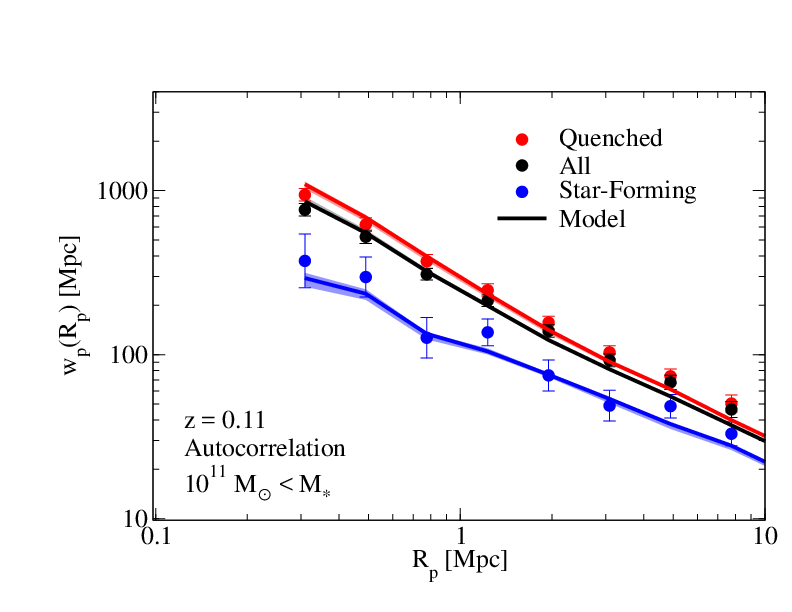 Quenched
All
Star-Forming
Model
1000
100
10
w_p(R_p) [Mpc]
z = 0.11
Autocorrelation
10^11 M_⊙ < M_*
0.1
1
10
R_p [Mpc]